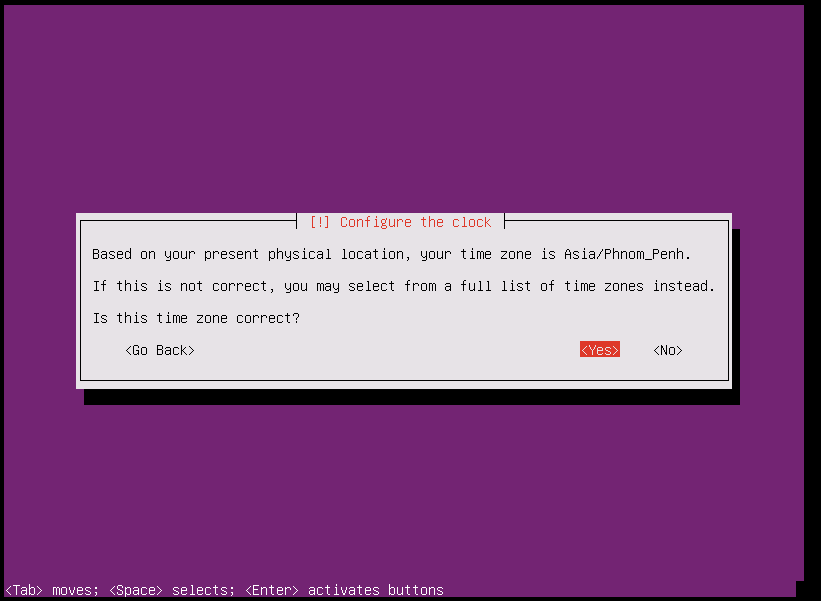 [!] Configure the clock
Based on your present physical location, your time zone is Asia/Phnom_Penh.
If this is not correct, you may select from a full list of time zones instead.
Is this time zone correct?
<Go Back> <Yes> <No>
<Tab> moves; <Space> selects; <Enter> activates buttons